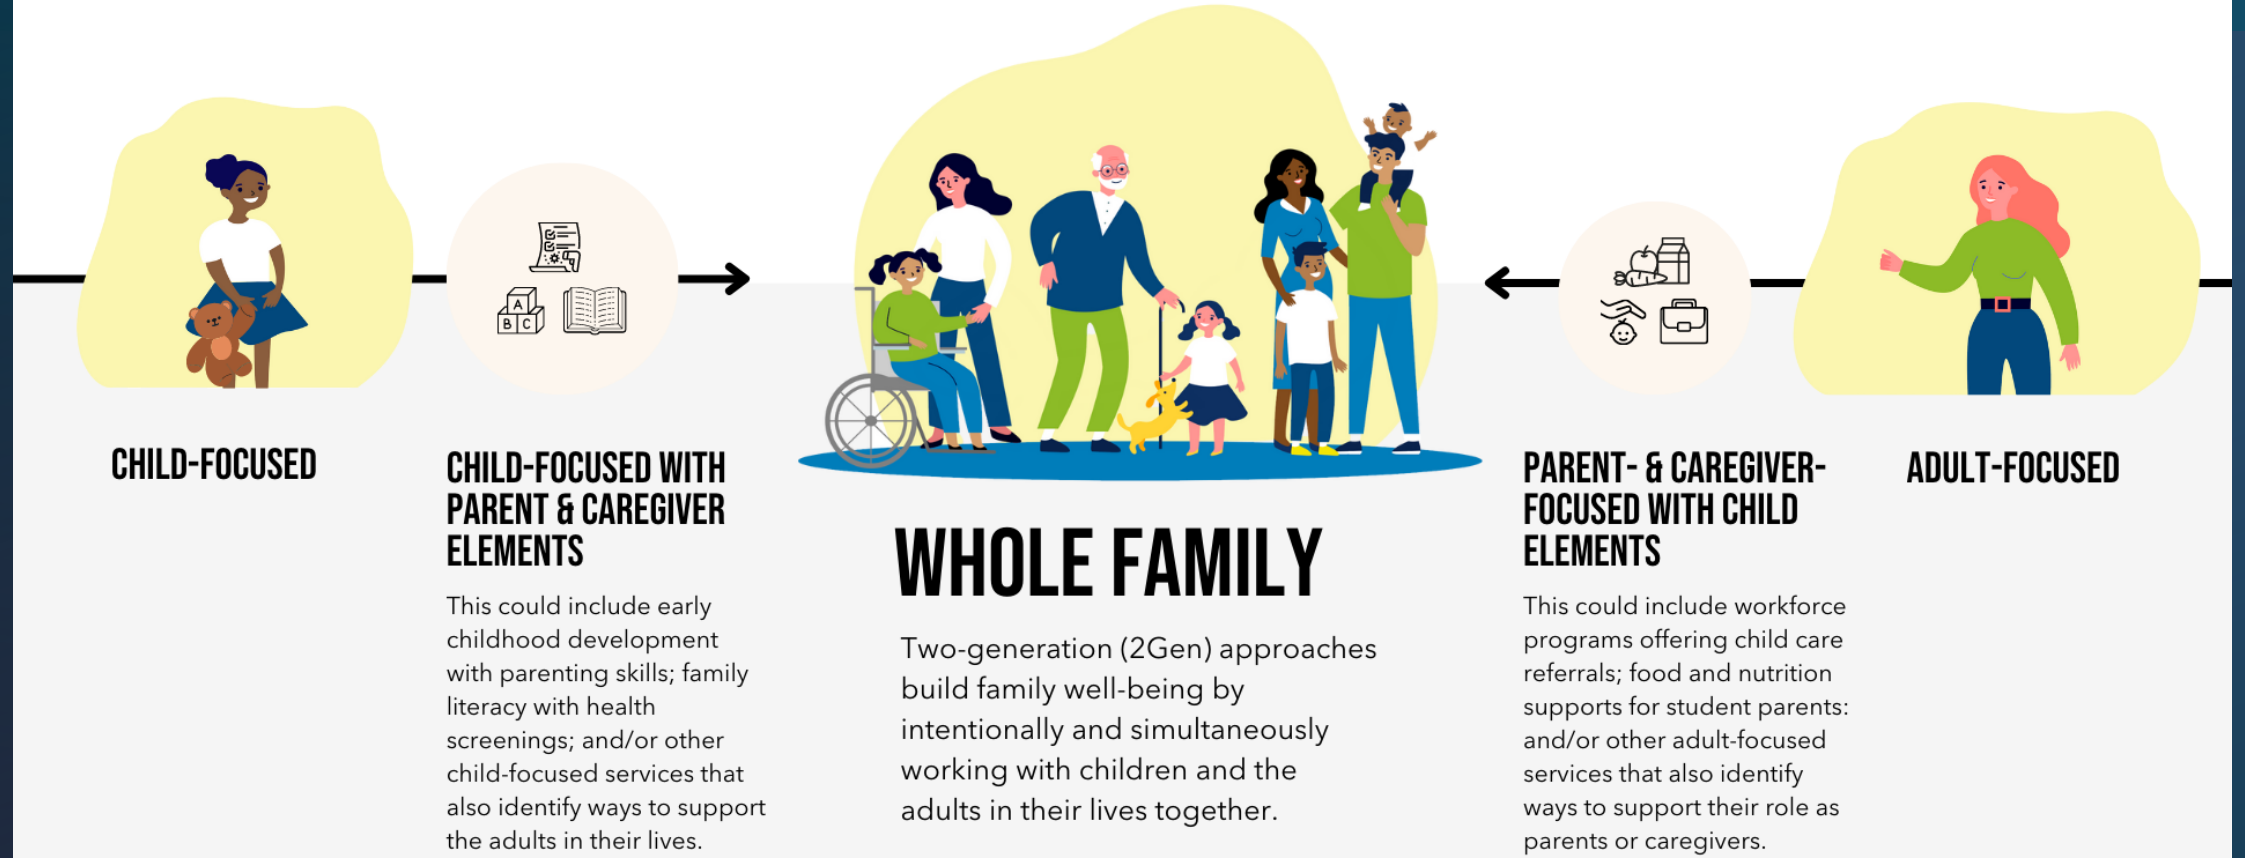 A
B C
CHILD-FOCUSED
CHILD-FOCUSED WITH
PARENT & CAREGIVER
ELEMENTS
This could include early
childhood development
with parenting skills; family
literacy with health
screenings; and/or other
child-focused services that
also identify ways to support
the adults in their lives.
WHOLE FAMILY
Two-generation (2Gen) approaches
build family well-being by
intentionally and simultaneously
working with children and the
adults in their lives together.
PARENT- & CAREGIVER-
FOCUSED WITH CHILD
ELEMENTS
This could include workforce
programs offering child care
referrals; food and nutrition
supports for student parents:
and/or other adult-focused
services that also identify
ways to support their role as
parents or caregivers.
ADULT-FOCUSED